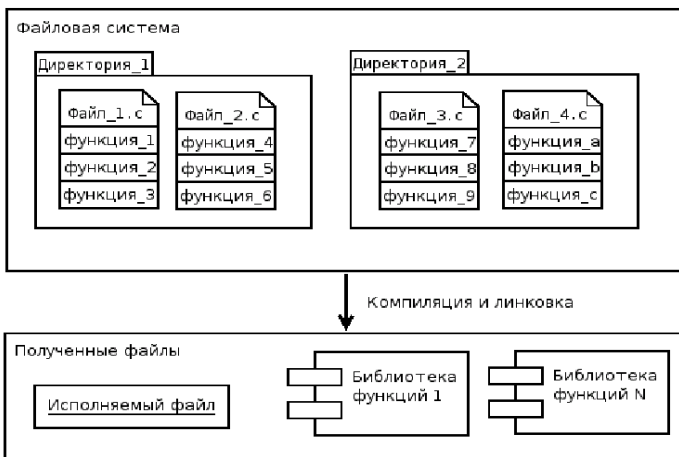 Файловая система
Директория_1
Директория_2
Файл_1.c
функция_1
функция_2
функция_3
Файл_2.c
функция_4
функция_5
функция_6
Файл_3.c
функция_7
функция_8
функция_9
Файл_4.c
функция_a
функция_b
функция_c
Компиляция и линковка
Полученные файлы
Исполняемый файл
Библиотека
функций 1
Библиотека
функций N